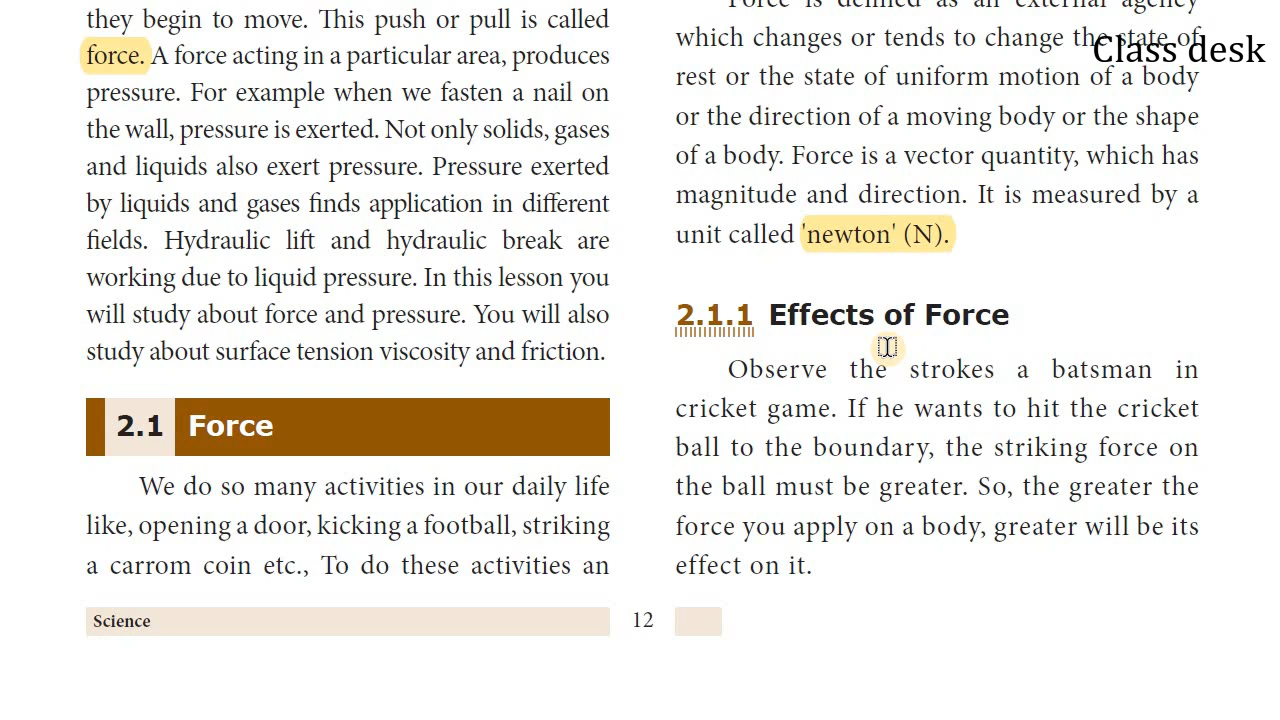 they begin to move. This push or pull is called
force. A force acting in a particular area, produces
pressure. For example when we fasten a nail on
the wall, pressure is exerted. Not only solids, gases
and liquids also exert pressure. Pressure exerted
by liquids and gases finds application in different
fields. Hydraulic lift and hydraulic break are
working due to liquid pressure. In this lesson you
will study about force and pressure. You will also
study about surface tension viscosity and friction.
2.1 Force
We do so many activities in our daily life
like, opening a door, kicking a football, striking
a carrom coin etc., To do these activities an
Force is defined as an external agency
which changes or tends to change the state of
rest or the state of uniform motion of a body
or the direction of a moving body or the shape
of a body. Force is a vector quantity, which has
magnitude and direction. It is measured by a
unit called 'newton' (N).
2.1.1 Effects of Force
Observe the strokes a batsman in
cricket game. If he wants to hit the cricket
ball to the boundary, the striking force on
the ball must be greater. So, the greater the
force you apply on a body, greater will be its
effect on it.
Science
12
Class desk